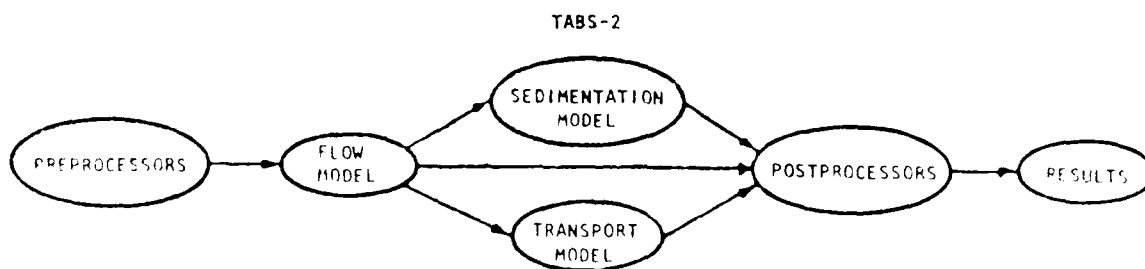 TABS-2
SEDIMENTATION
MODEL
PREPROCESSORS
FLOW
MODEL
POSTPROCESSORS
RESULTS
TRANSPORT
MODEL